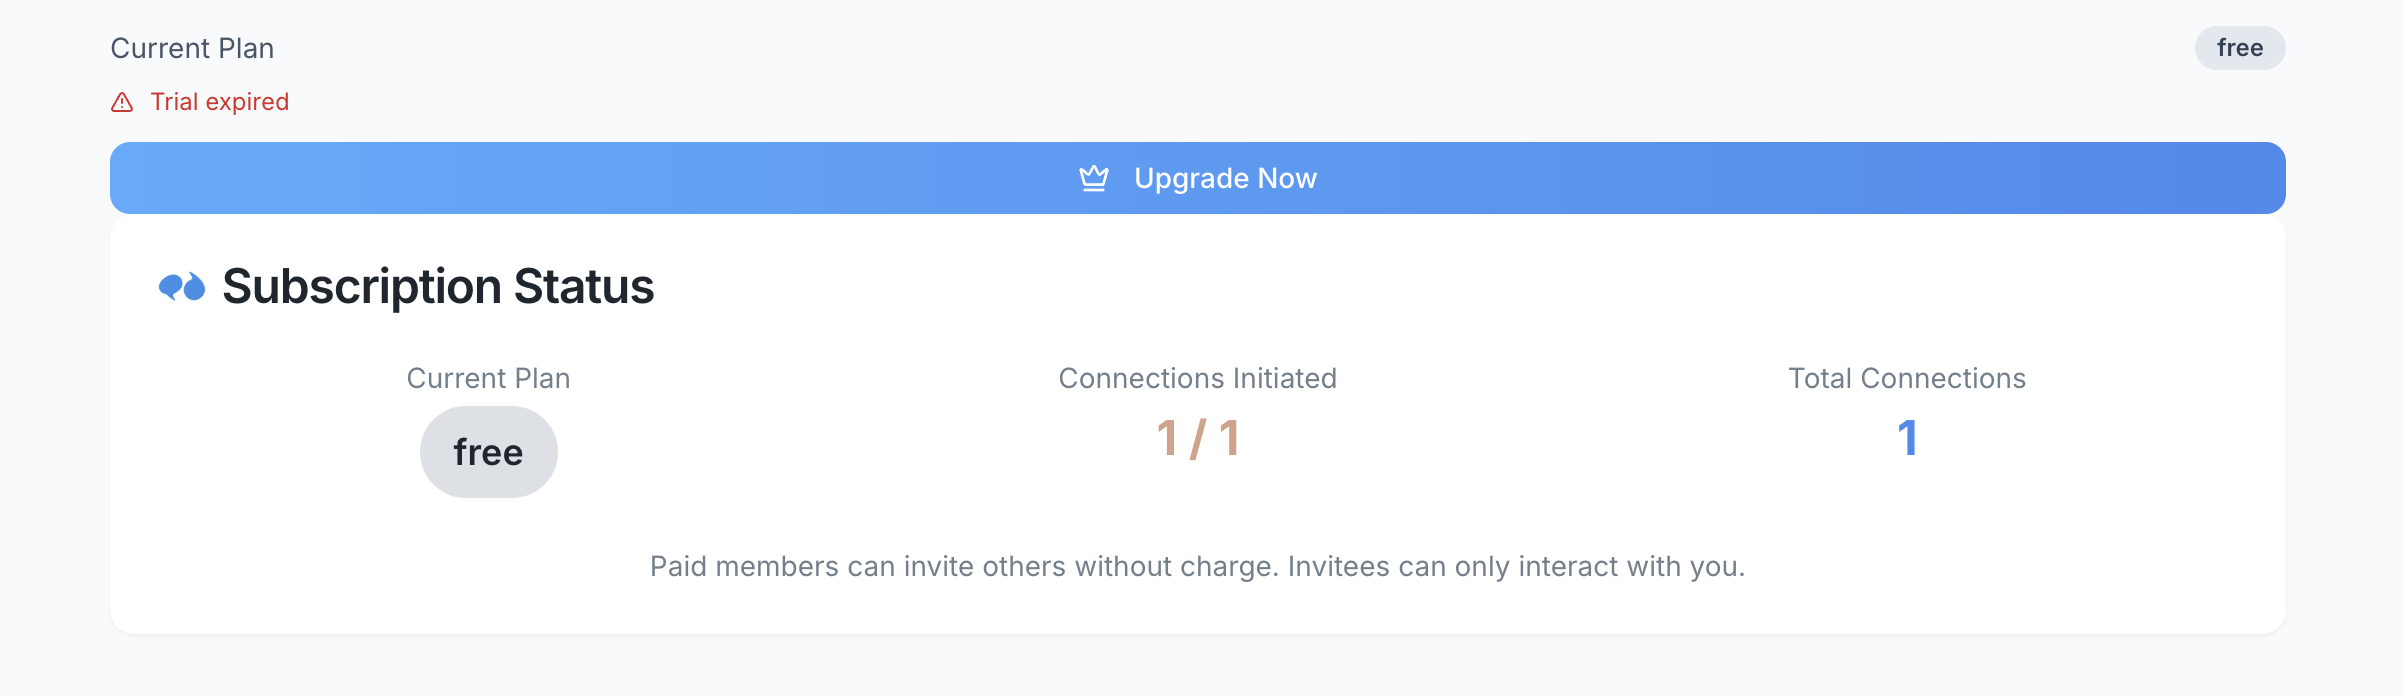 Current Plan
free
Trial expired
Upgrade Now
Subscription Status
Current Plan
Connections Initiated
Total Connections
free
1 / 1
1
Paid members can invite others without charge. Invitees can only interact with you.